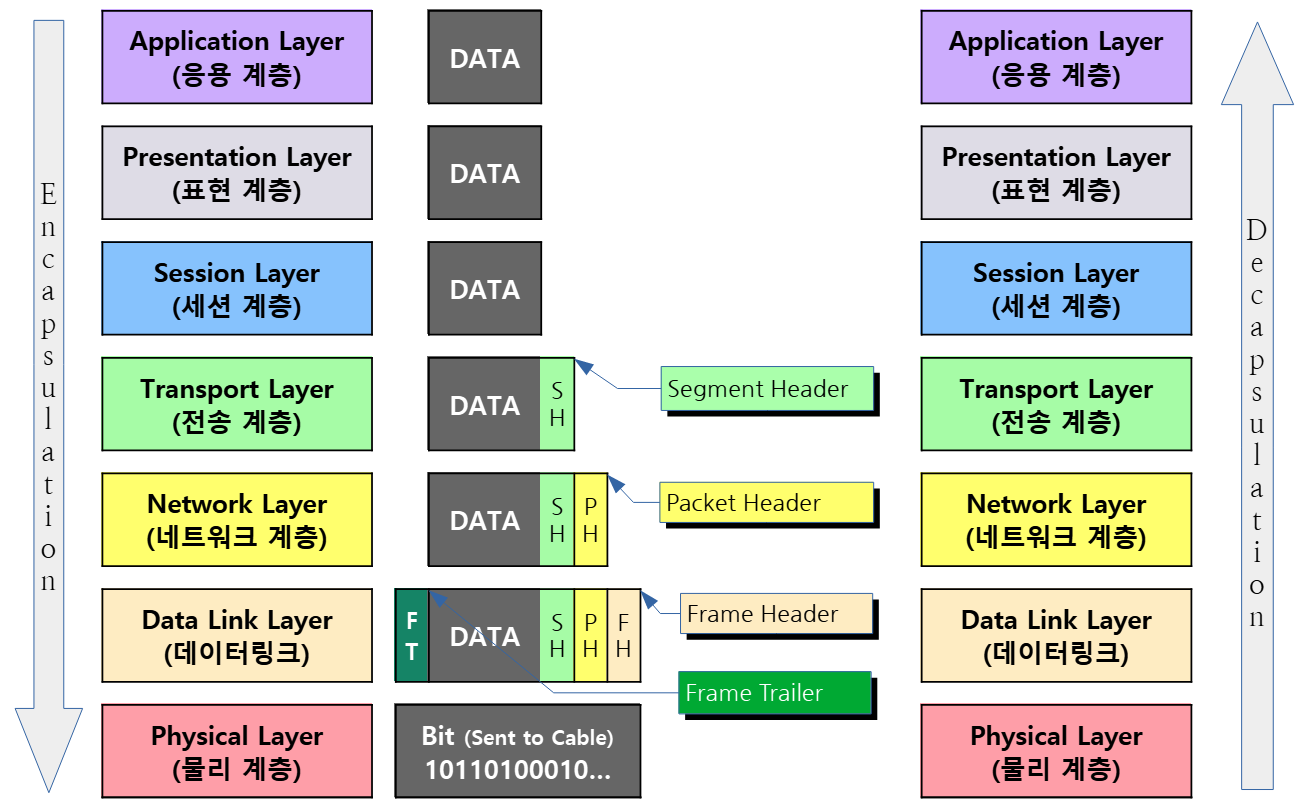 Encapsulation
Application Layer
(응용 계층)
DATA
Application Layer
(응용 계층)
Decapsulation
Presentation Layer
(표현 계층)
DATA
Presentation Layer
(표현 계층)
Session Layer
(세션 계층)
DATA
Session Layer
(세션 계층)
Transport Layer
(전송 계층)
DATA
SH
Segment Header
Transport Layer
(전송 계층)
Network Layer
(네트워크 계층)
DATA
SH
PH
Packet Header
Network Layer
(네트워크 계층)
Data Link Layer
(데이터링크)
FT
DATA
SH
PH
FH
Frame Header
Frame Trailer
Data Link Layer
(데이터링크)
Physical Layer
(물리 계층)
Bit (Sent to Cable)
10110100010...
Physical Layer
(물리 계층)